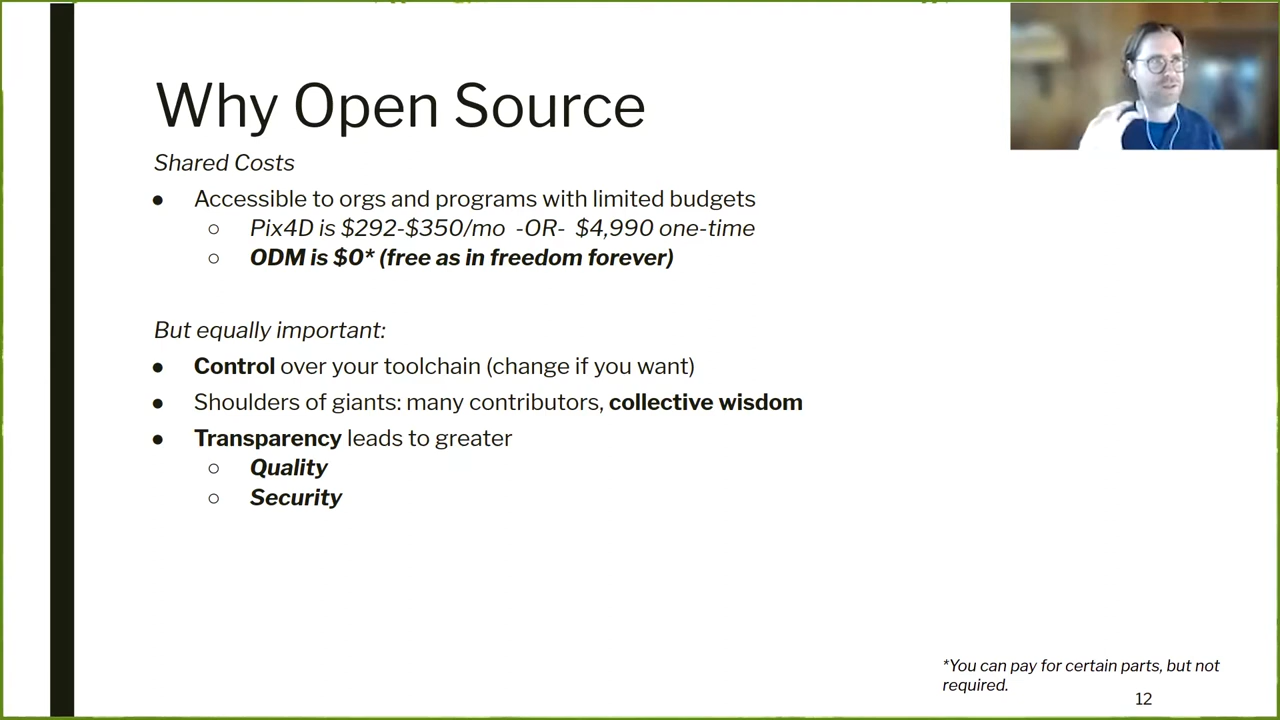 Why Open Source
Shared Costs
● Accessible to orgs and programs with limited budgets
○ Pix4D is $292-$350/mo -OR- $4,990 one-time
○ ODM is $0* (free as in freedom forever)
But equally important:
● Control over your toolchain (change if you want)
● Shoulders of giants: many contributors, collective wisdom
● Transparency leads to greater
○ Quality
○ Security
*You can pay for certain parts, but not
required.
12